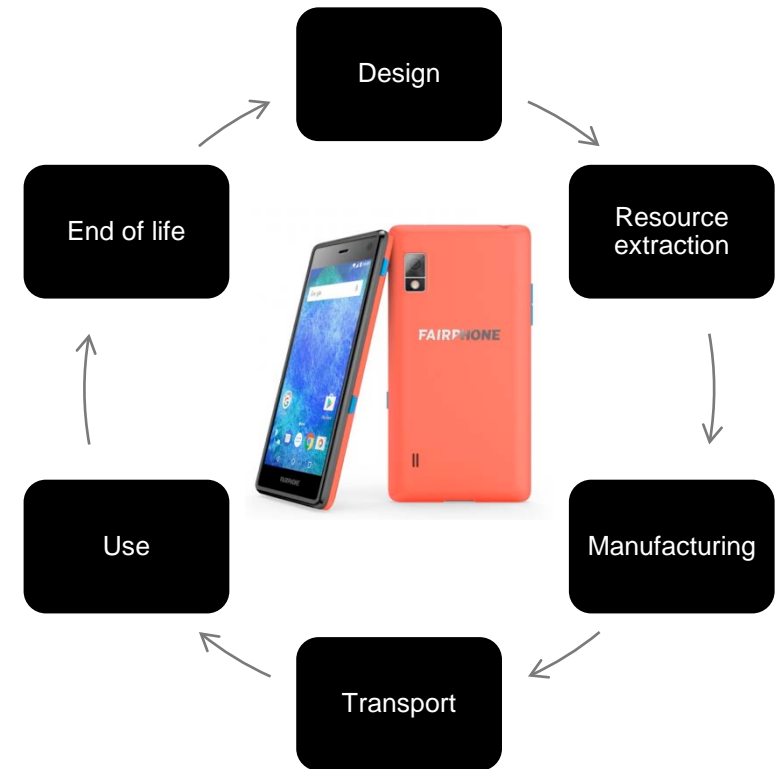 Design
Resource
extraction
Manufacturing
Transport
Use
End of life
FAIRPHONE